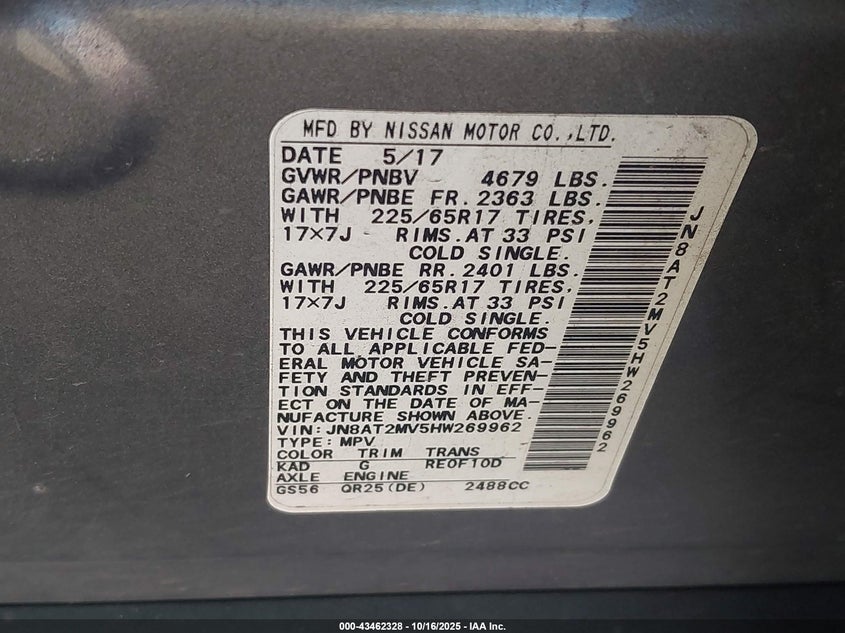 MFD BY NISSAN MOTOR CO.,LTD.
DATE 5/17
GVWR/PNBV 4679 LBS.
GAWR/PNBE FR. 2363 LBS.
WITH 225/65R17 TIRES,
17×7J RIMS.AT 33 PSI
COLD SINGLE.
GAWR/PNBE RR. 2401 LBS.
WITH 225/65R17 TIRES,
17×7J RIMS.AT 33 PSI
COLD SINGLE.
THIS VEHICLE CONFORMS
TO ALL APPLICABLE FED-
ERAL MOTOR VEHICLE SA-
FETY AND THEFT PREVEN-
TION STANDARDS IN EFF-
ECT ON THE DATE OF MA-
NUFACTURE SHOWN ABOVE.
VIN:JN8AT2MV5HW269962
TYPE:MPV
COLOR TRIM TRANS
KAD G RE0F10D
AXLE ENGINE
GS56 QR25(DE) 2488CC
JN8AT2MV5HW269962
000-43462328 - 10/16/2025 - IAA Inc.